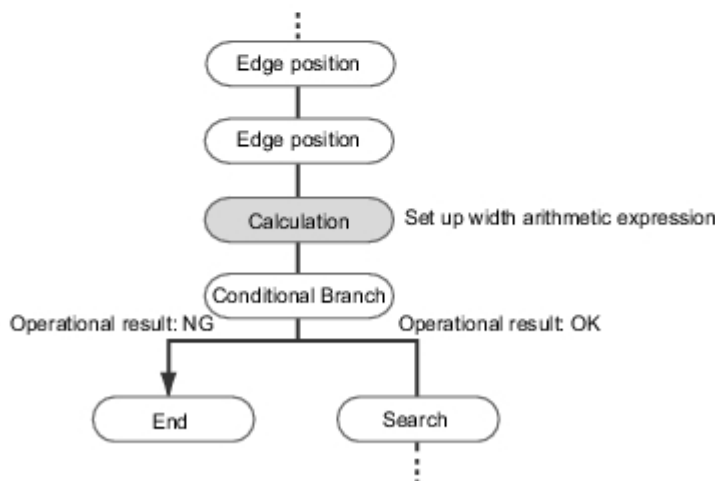 Edge position
Edge position
Calculation
Set up width arithmetic expression
Conditional Branch
Operational result: NG
Operational result: OK
End
Search